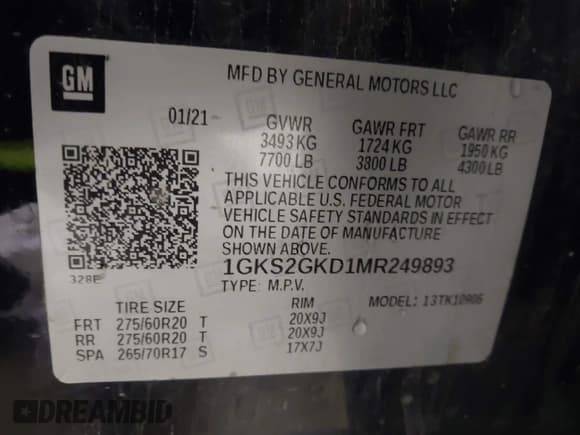 GM
MFD BY GENERAL MOTORS LLC
01/21 GVWR GAWR FRT GAWR RR
3493 KG 1724 KG 1950 KG
7700 LB 3800 LB 4300 LB
THIS VEHICLE CONFORMS TO ALL
APPLICABLE U.S. FEDERAL MOTOR
VEHICLE SAFETY STANDARDS IN EFFECT
ON THE DATE OF MANUFACTURE
SHOWN ABOVE.
1GKS2GKD1MR249893
328E TYPE: M.P.V.
TIRE SIZE RIM MODEL: 13TK10906
FRT 275/60R20 T 20X9J
RR 275/60R20 T 20X9J
SPA 265/70R17 S 17X7J
DREAMBID